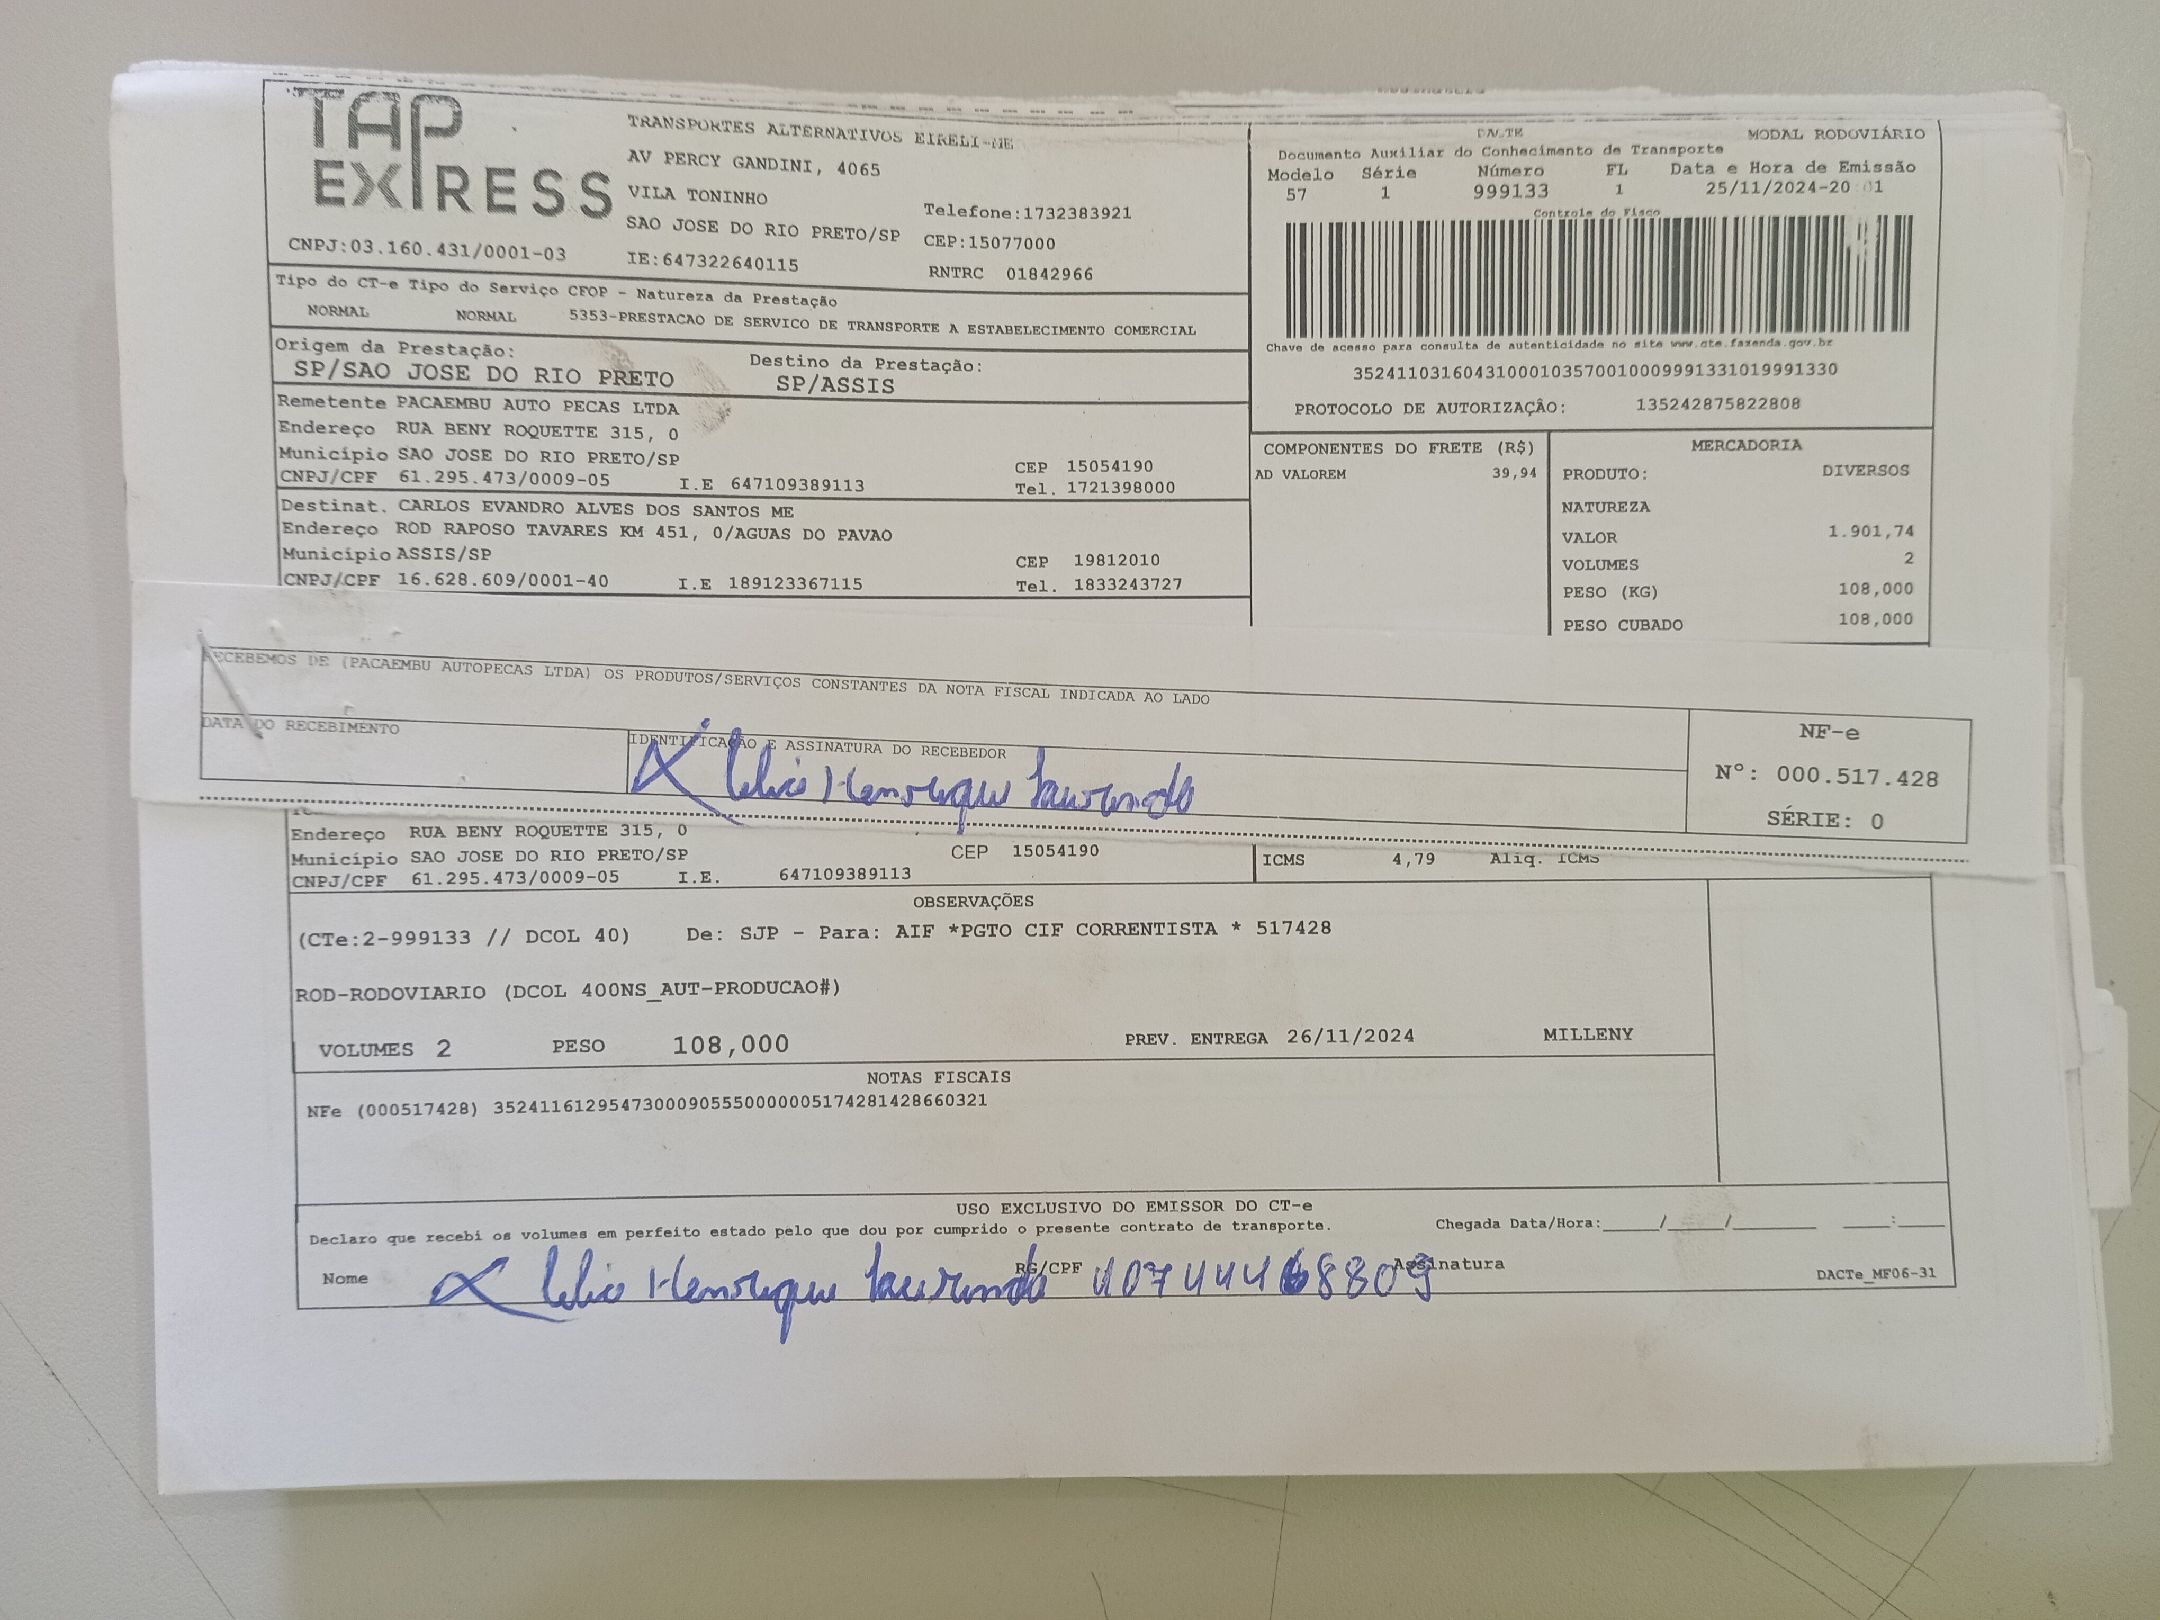 TAP
EXPRESS
TRANSPORTES ALTERNATIVOS EIRELI-ME
AV PERCY GANDINI, 4065
VILA TONINHO
Telefone:1732383921
SAO JOSE DO RIO PRETO/SP CEP:15077000
CNPJ:03.160.431/0001-03 IE:647322640115 RNTRC 01842966
DACTE MODAL RODOVIÁRIO
Documento Auxiliar do Conhecimento de Transporte
Modelo Série Número FL Data e Hora de Emissão
57 1 999133 1 25/11/2024-20 01
Controle do Fisco
Chave de acesso para consulta de autenticidade no site www.cte.fazenda.gov.br
35241103160431000103570010009991331019991330
PROTOCOLO DE AUTORIZAÇÃO: 135242875822808
Tipo do CT-e Tipo do Serviço CFOP - Natureza da Prestação
NORMAL NORMAL 5353-PRESTACAO DE SERVICO DE TRANSPORTE A ESTABELECIMENTO COMERCIAL
Origem da Prestação: Destino da Prestação:
SP/SAO JOSE DO RIO PRETO SP/ASSIS
Remetente PACAEMBU AUTO PECAS LTDA
Endereço RUA BENY ROQUETTE 315, 0
Município SAO JOSE DO RIO PRETO/SP CEP 15054190
CNPJ/CPF 61.295.473/0009-05 I.E 647109389113 Tel. 1721398000
Destinat. CARLOS EVANDRO ALVES DOS SANTOS ME
Endereço ROD RAPOSO TAVARES KM 451, 0/AGUAS DO PAVAO
Município ASSIS/SP CEP 19812010
CNPJ/CPF 16.628.609/0001-40 I.E 189123367115 Tel. 1833243727
COMPONENTES DO FRETE (R$)
AD VALOREM 39,94
MERCADORIA
PRODUTO: DIVERSOS
NATUREZA
VALOR 1.901,74
VOLUMES 2
PESO (KG) 108,000
PESO CUBADO 108,000
RECEBEMOS DE (PACAEMBU AUTOPECAS LTDA) OS PRODUTOS/SERVIÇOS CONSTANTES DA NOTA FISCAL INDICADA AO LADO
DATA DO RECEBIMENTO
IDENTIFICAÇÃO E ASSINATURA DO RECEBEDOR
Henrique
NF-e
Nº: 000.517.428
SÉRIE: 0
Endereço RUA BENY ROQUETTE 315, 0
Município SAO JOSE DO RIO PRETO/SP CEP 15054190
CNPJ/CPF 61.295.473/0009-05 I.E. 647109389113
ICMS 4,79 Aliq. ICMS
OBSERVAÇÕES
(CTe:2-999133 // DCOL 40) De: SJP - Para: AIF *PGTO CIF CORRENTISTA * 517428
ROD-RODOVIARIO (DCOL 400NS_AUT-PRODUCAO#)
VOLUMES 2 PESO 108,000 PREV. ENTREGA 26/11/2024 MILLENY
NOTAS FISCAIS
NFe (000517428) 35241161295473000905550000005174281428660321
USO EXCLUSIVO DO EMISSOR DO CT-e
Declaro que recebi os volumes em perfeito estado pelo que dou por cumprido o presente contrato de transporte. Chegada Data/Hora:_____/_____/_______ ____:____
Nome Henrique RG/CPF Assinatura
DACTe_MF06-31